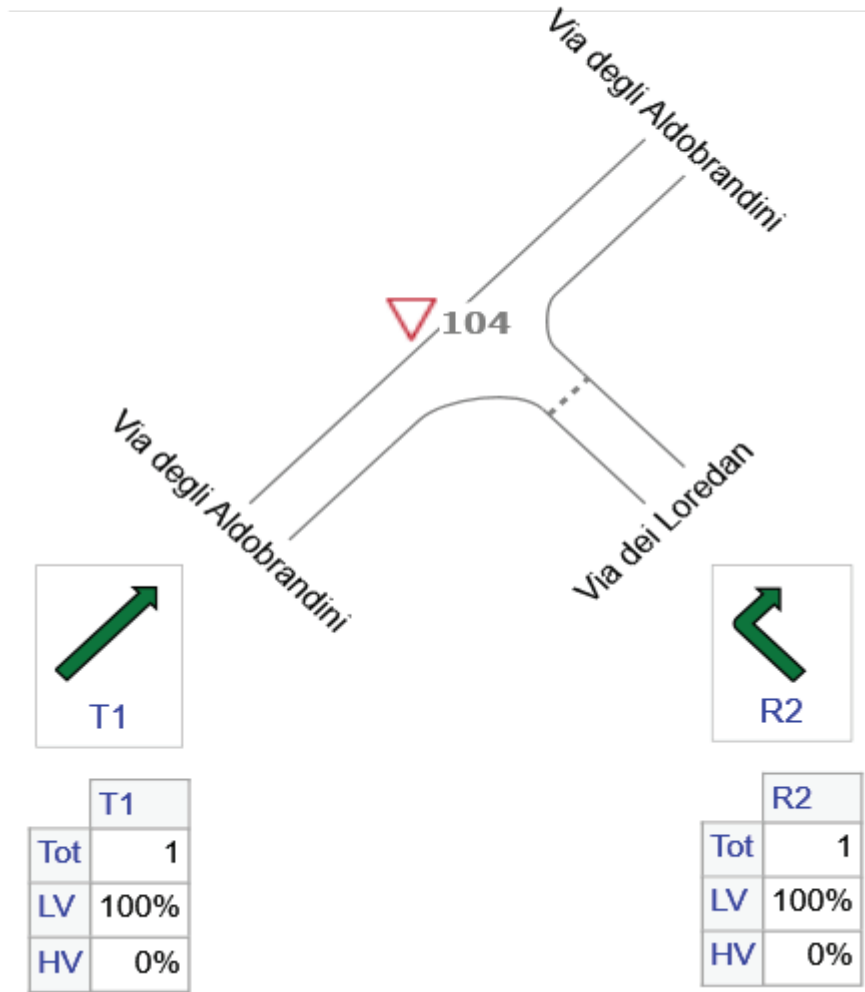 Via degli Aldobrandini
104
Via degli Aldobrandini
Via dei Loredan
T1
R2
T1
Tot 1
LV 100%
HV 0%
R2
Tot 1
LV 100%
HV 0%